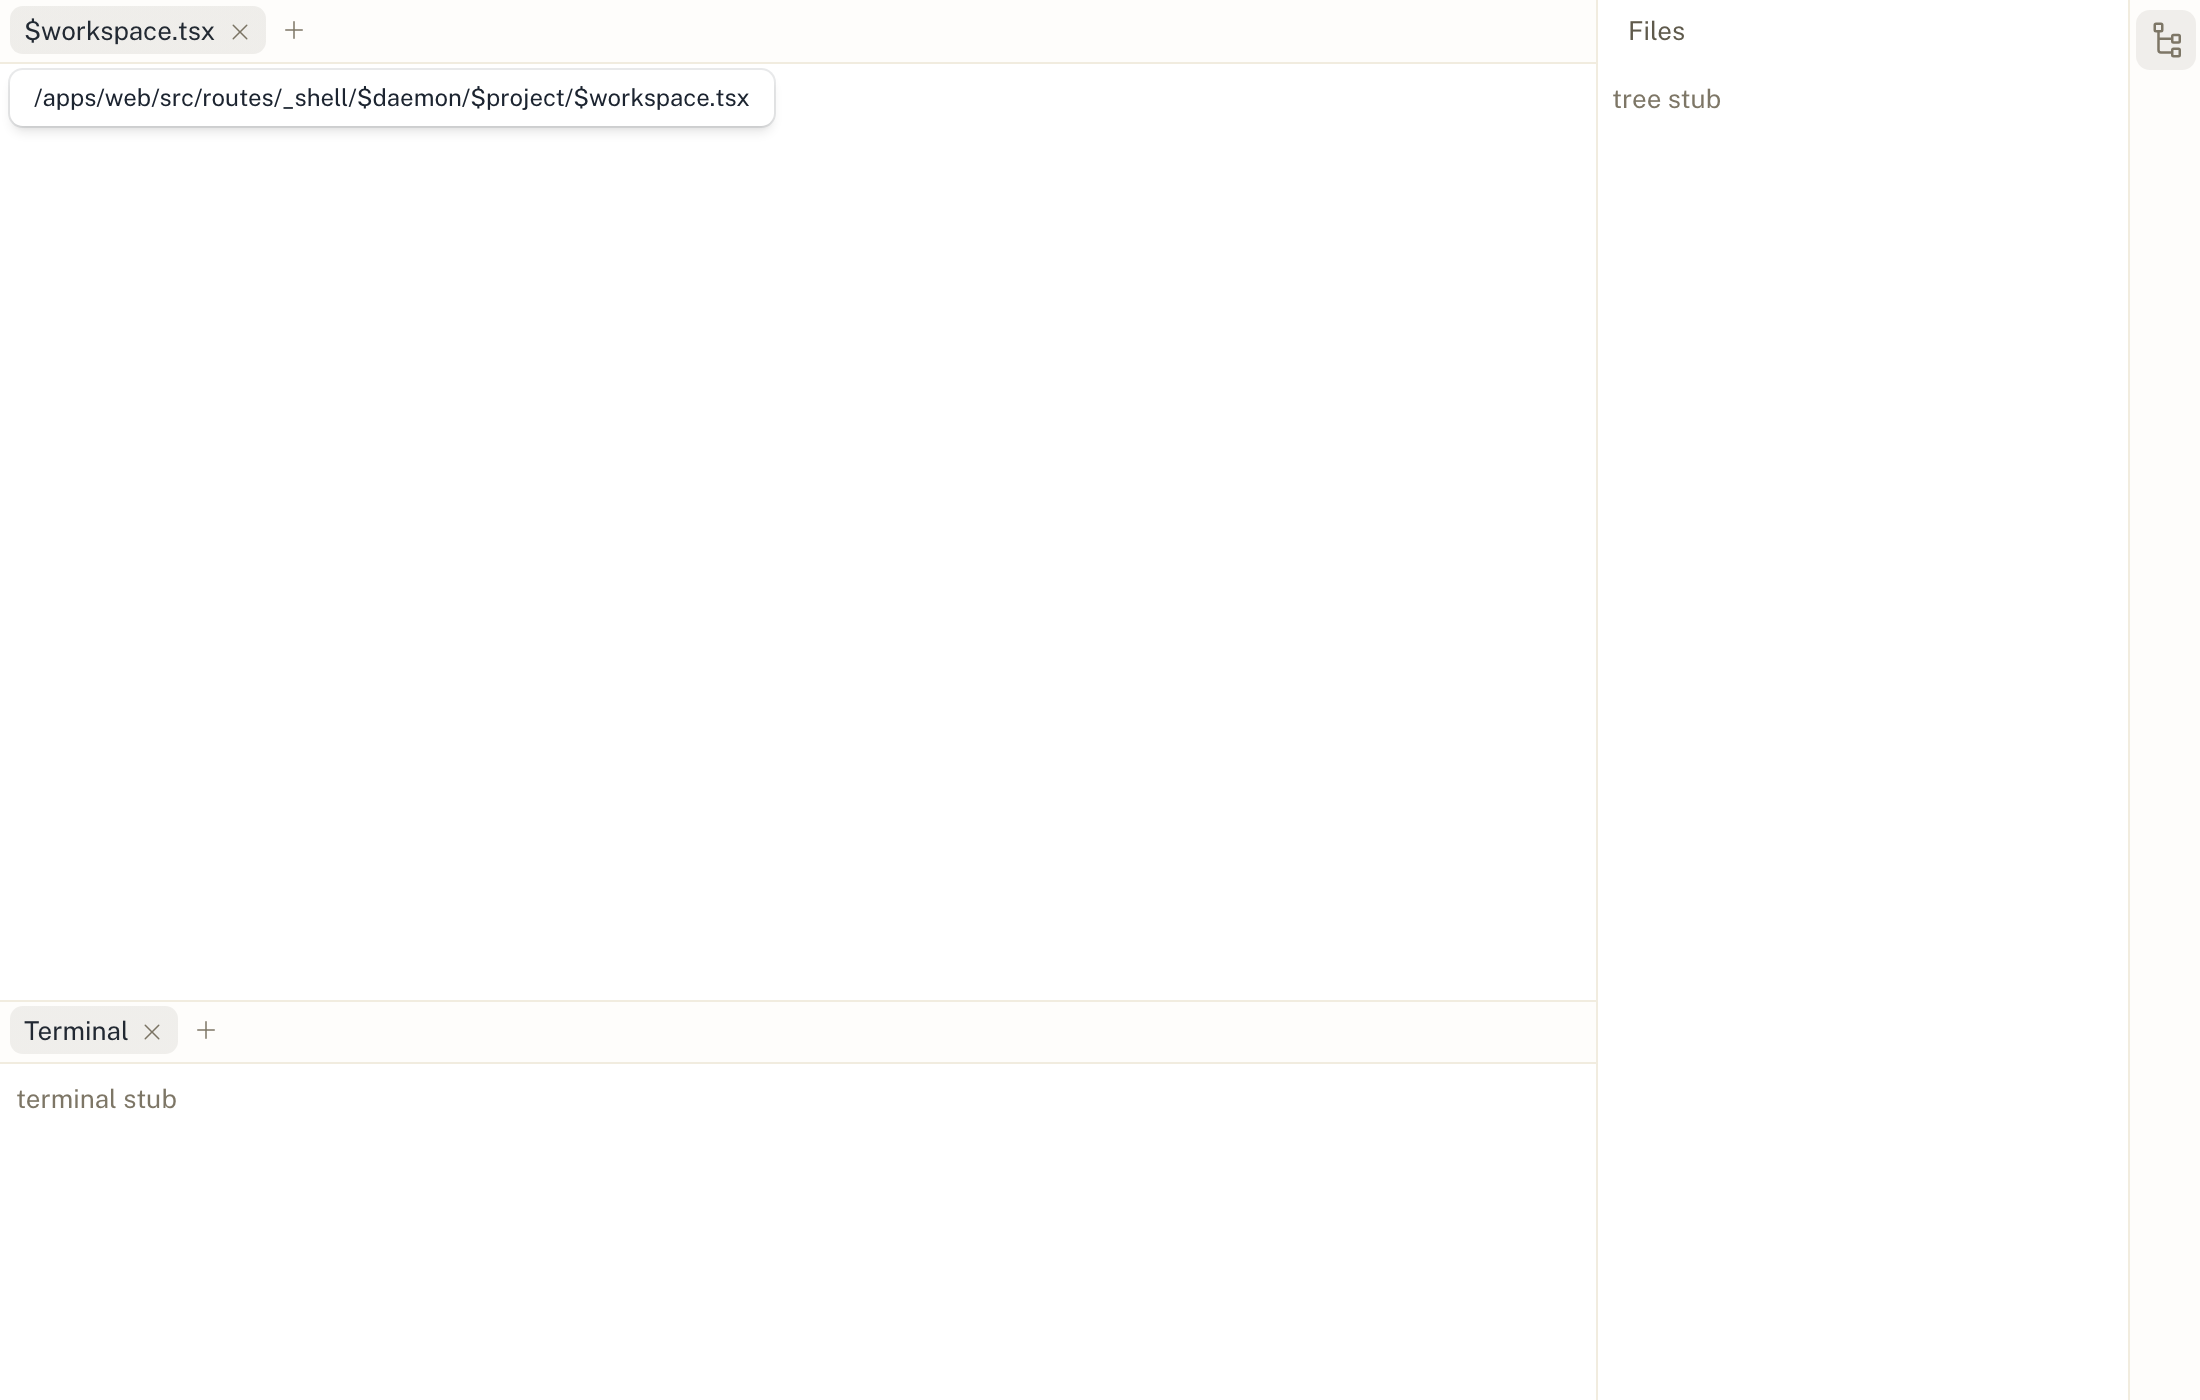 $workspace.tsx
/apps/web/src/routes/_shell/$daemon/$project/$workspace.tsx
Terminal
terminal stub
Files
tree stub